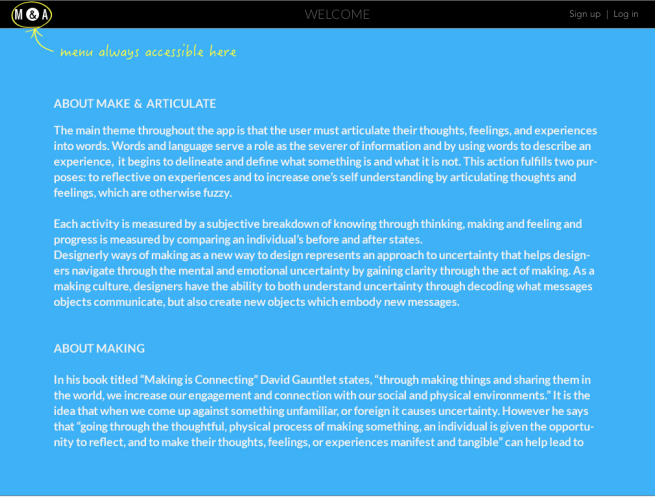 M & A
WELCOME
Sign up | Log in
menu always accessible here
ABOUT MAKE & ARTICULATE
The main theme throughout the app is that the user must articulate their thoughts, feelings, and experiences
into words. Words and language serve a role as the severer of information and by using words to describe an
experience, it begins to delineate and define what something is and what it is not. This action fulfills two pur-
poses: to reflective on experiences and to increase one's self understanding by articulating thoughts and
feelings, which are otherwise fuzzy.
Each activity is measured by a subjective breakdown of knowing through thinking, making and feeling and
progress is measured by comparing an individual's before and after states.
Designerly ways of making as a new way to design represents an approach to uncertainty that helps design-
ers navigate through the mental and emotional uncertainty by gaining clarity through the act of making. As a
making culture, designers have the ability to both understand uncertainty through decoding what messages
objects communicate, but also create new objects which embody new messages.
ABOUT MAKING
In his book titled "Making is Connecting" David Gauntlet states, "through making things and sharing them in
the world, we increase our engagement and connection with our social and physical environments." It is the
idea that when we come up against something unfamiliar, or foreign it causes uncertainty. However he says
that "going through the thoughtful, physical process of making something, an individual is given the opportu-
nity to reflect, and to make their thoughts, feelings, or experiences manifest and tangible" can help lead to